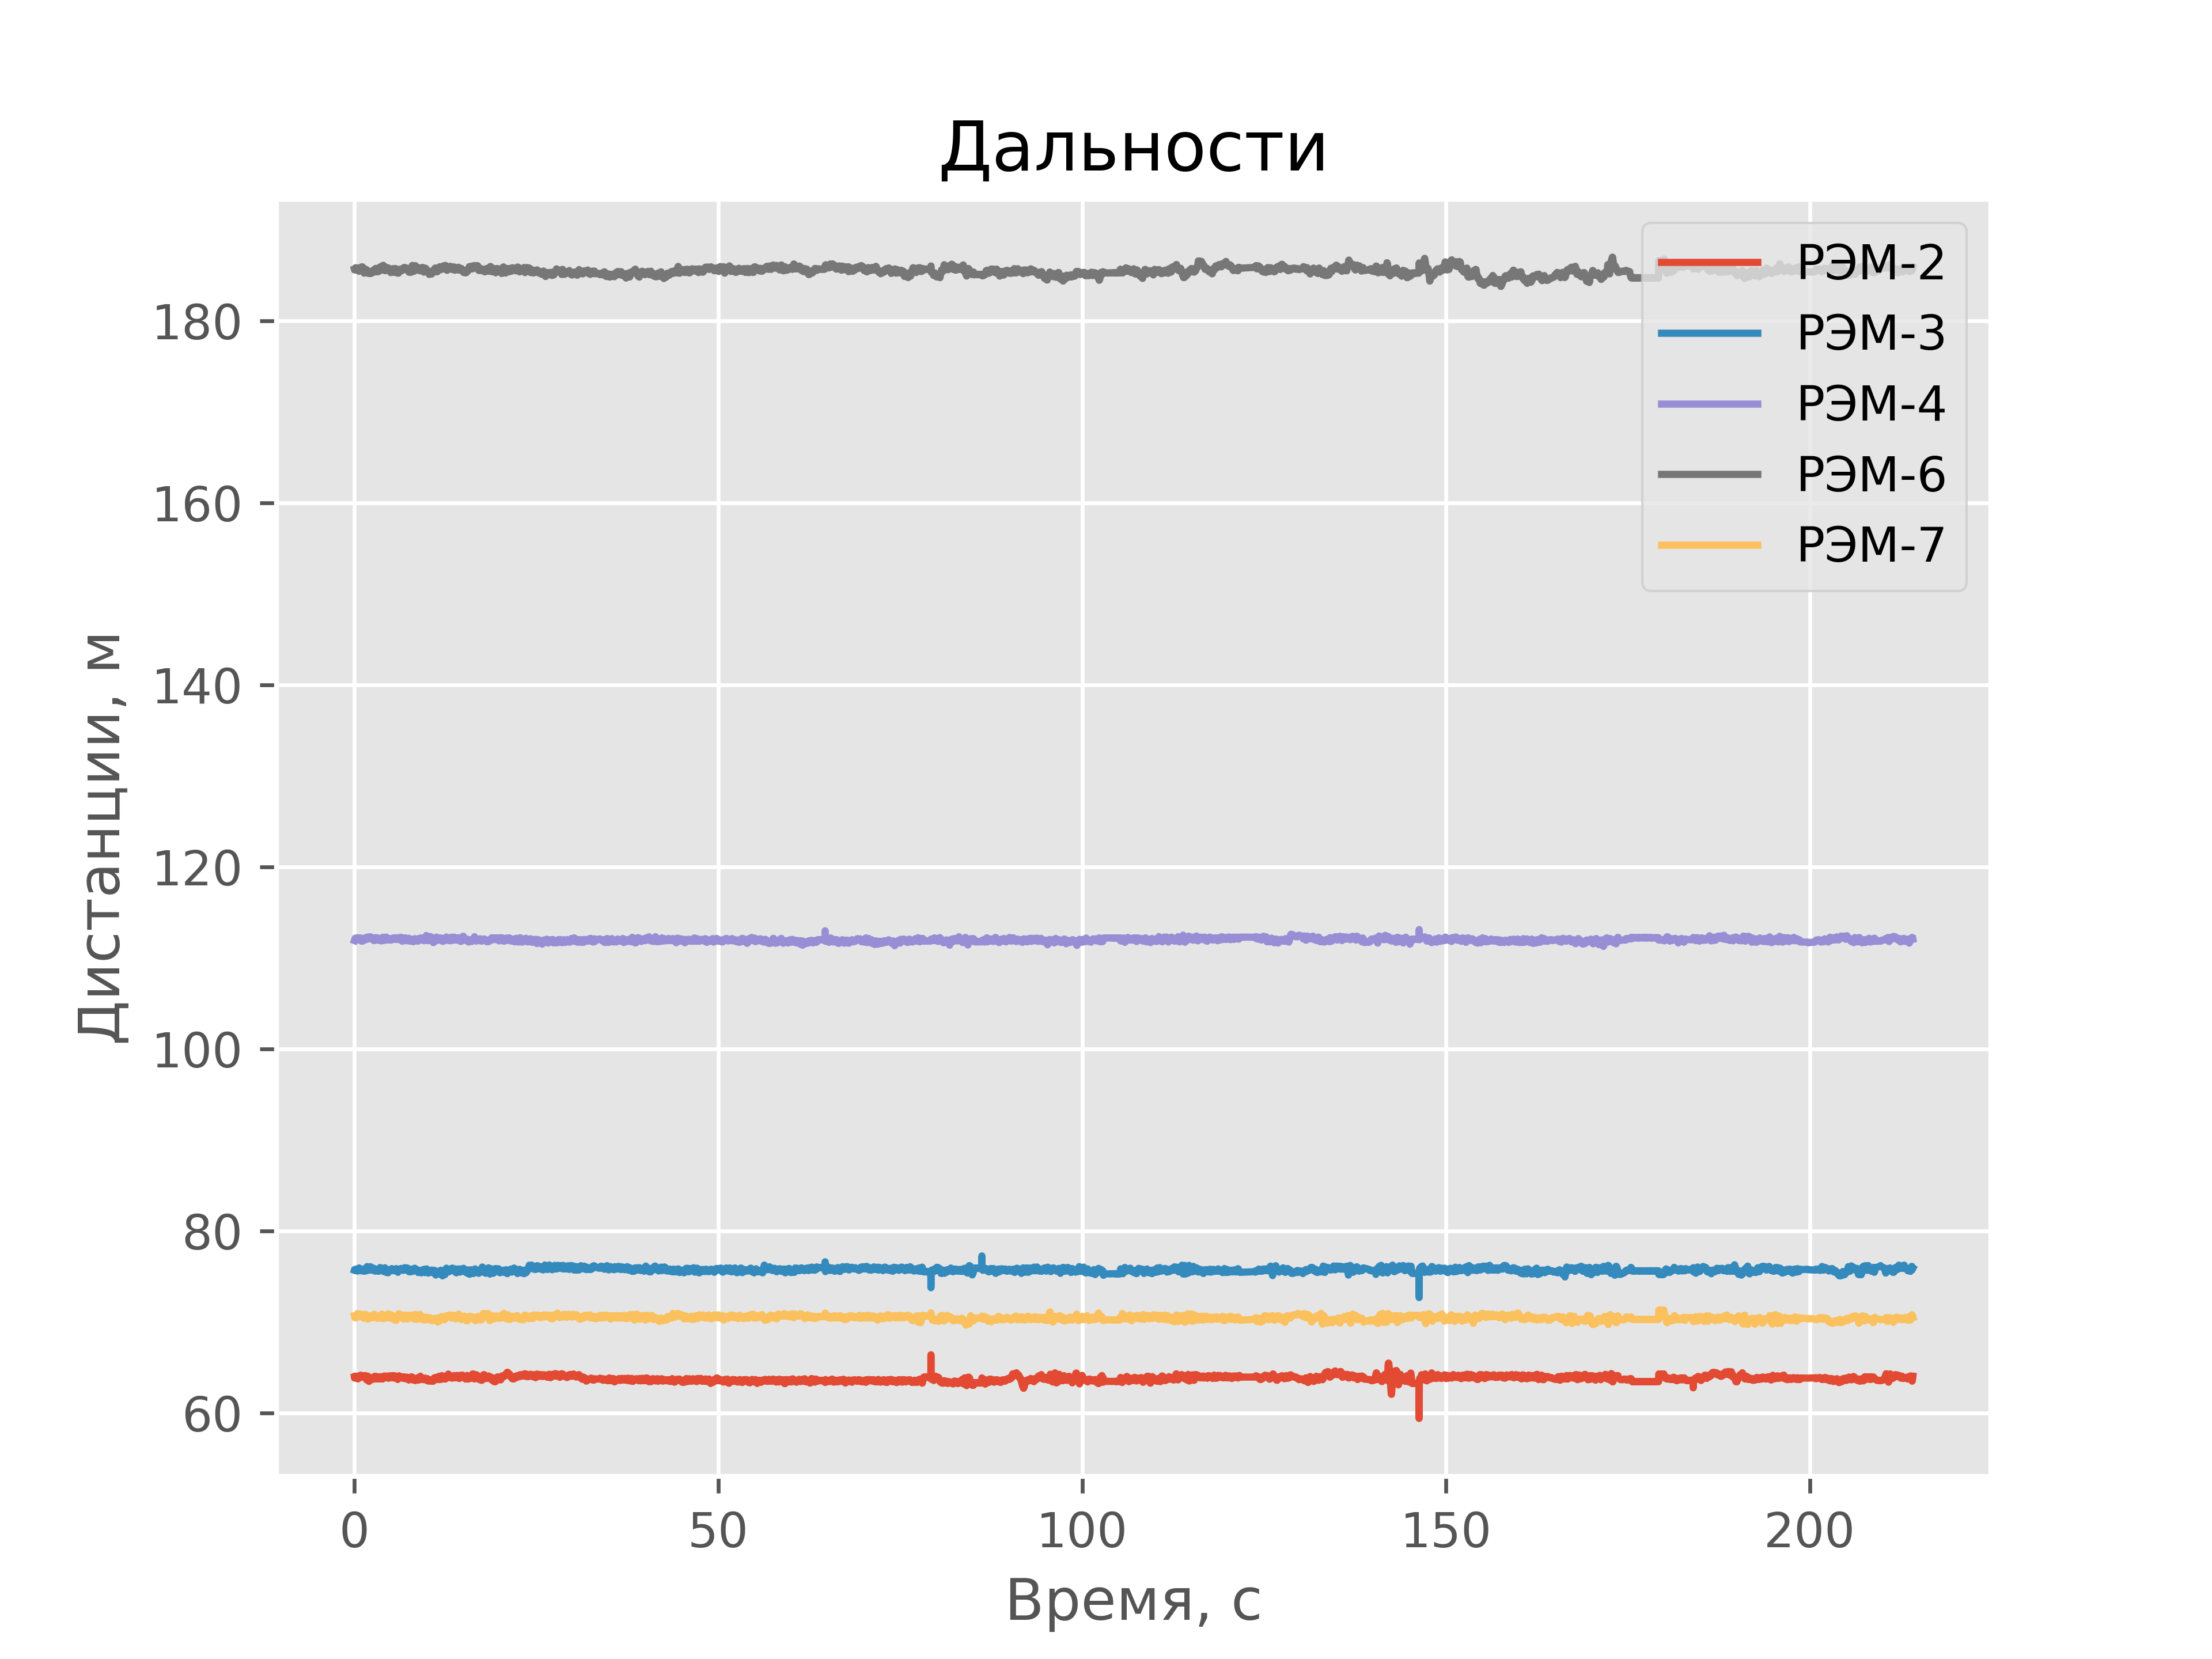 Дальности
РЭМ-2
РЭМ-3
РЭМ-4
РЭМ-6
РЭМ-7
Дистанции, м
180
160
140
120
100
80
60
0 50 100 150 200
Время, с